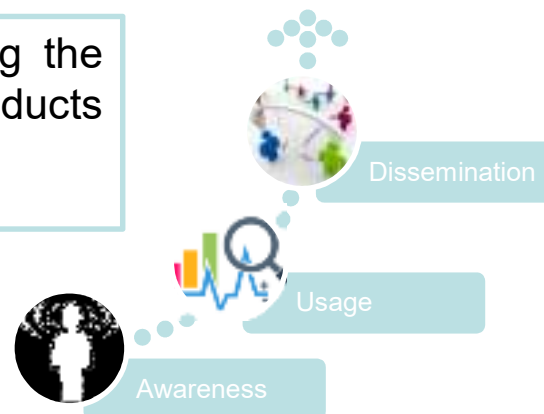 g the
ducts
Dissemination
Usage
Awareness